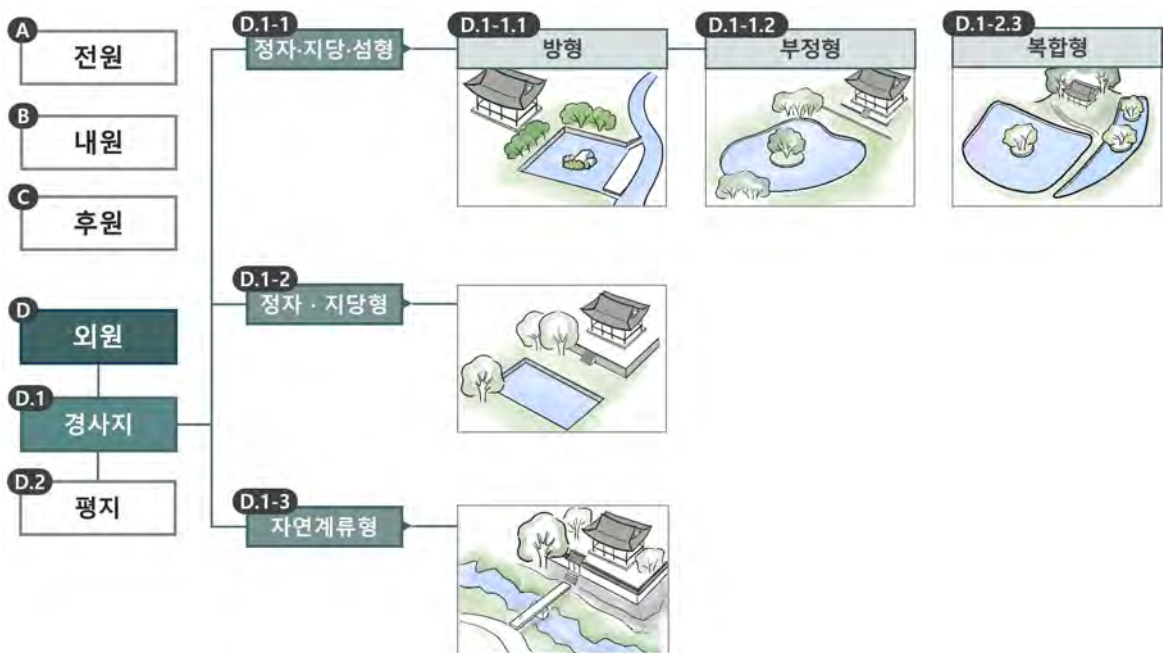 A
전원
B
내원
C
후원
D
외원
D.1
경사지
D.2
평지
D.1-1
정자·지당·섬형
D.1-1.1
방형
D.1-1.2
부정형
D.1-2.3
복합형
D.1-2
정자 · 지당형
D.1-3
자연계류형